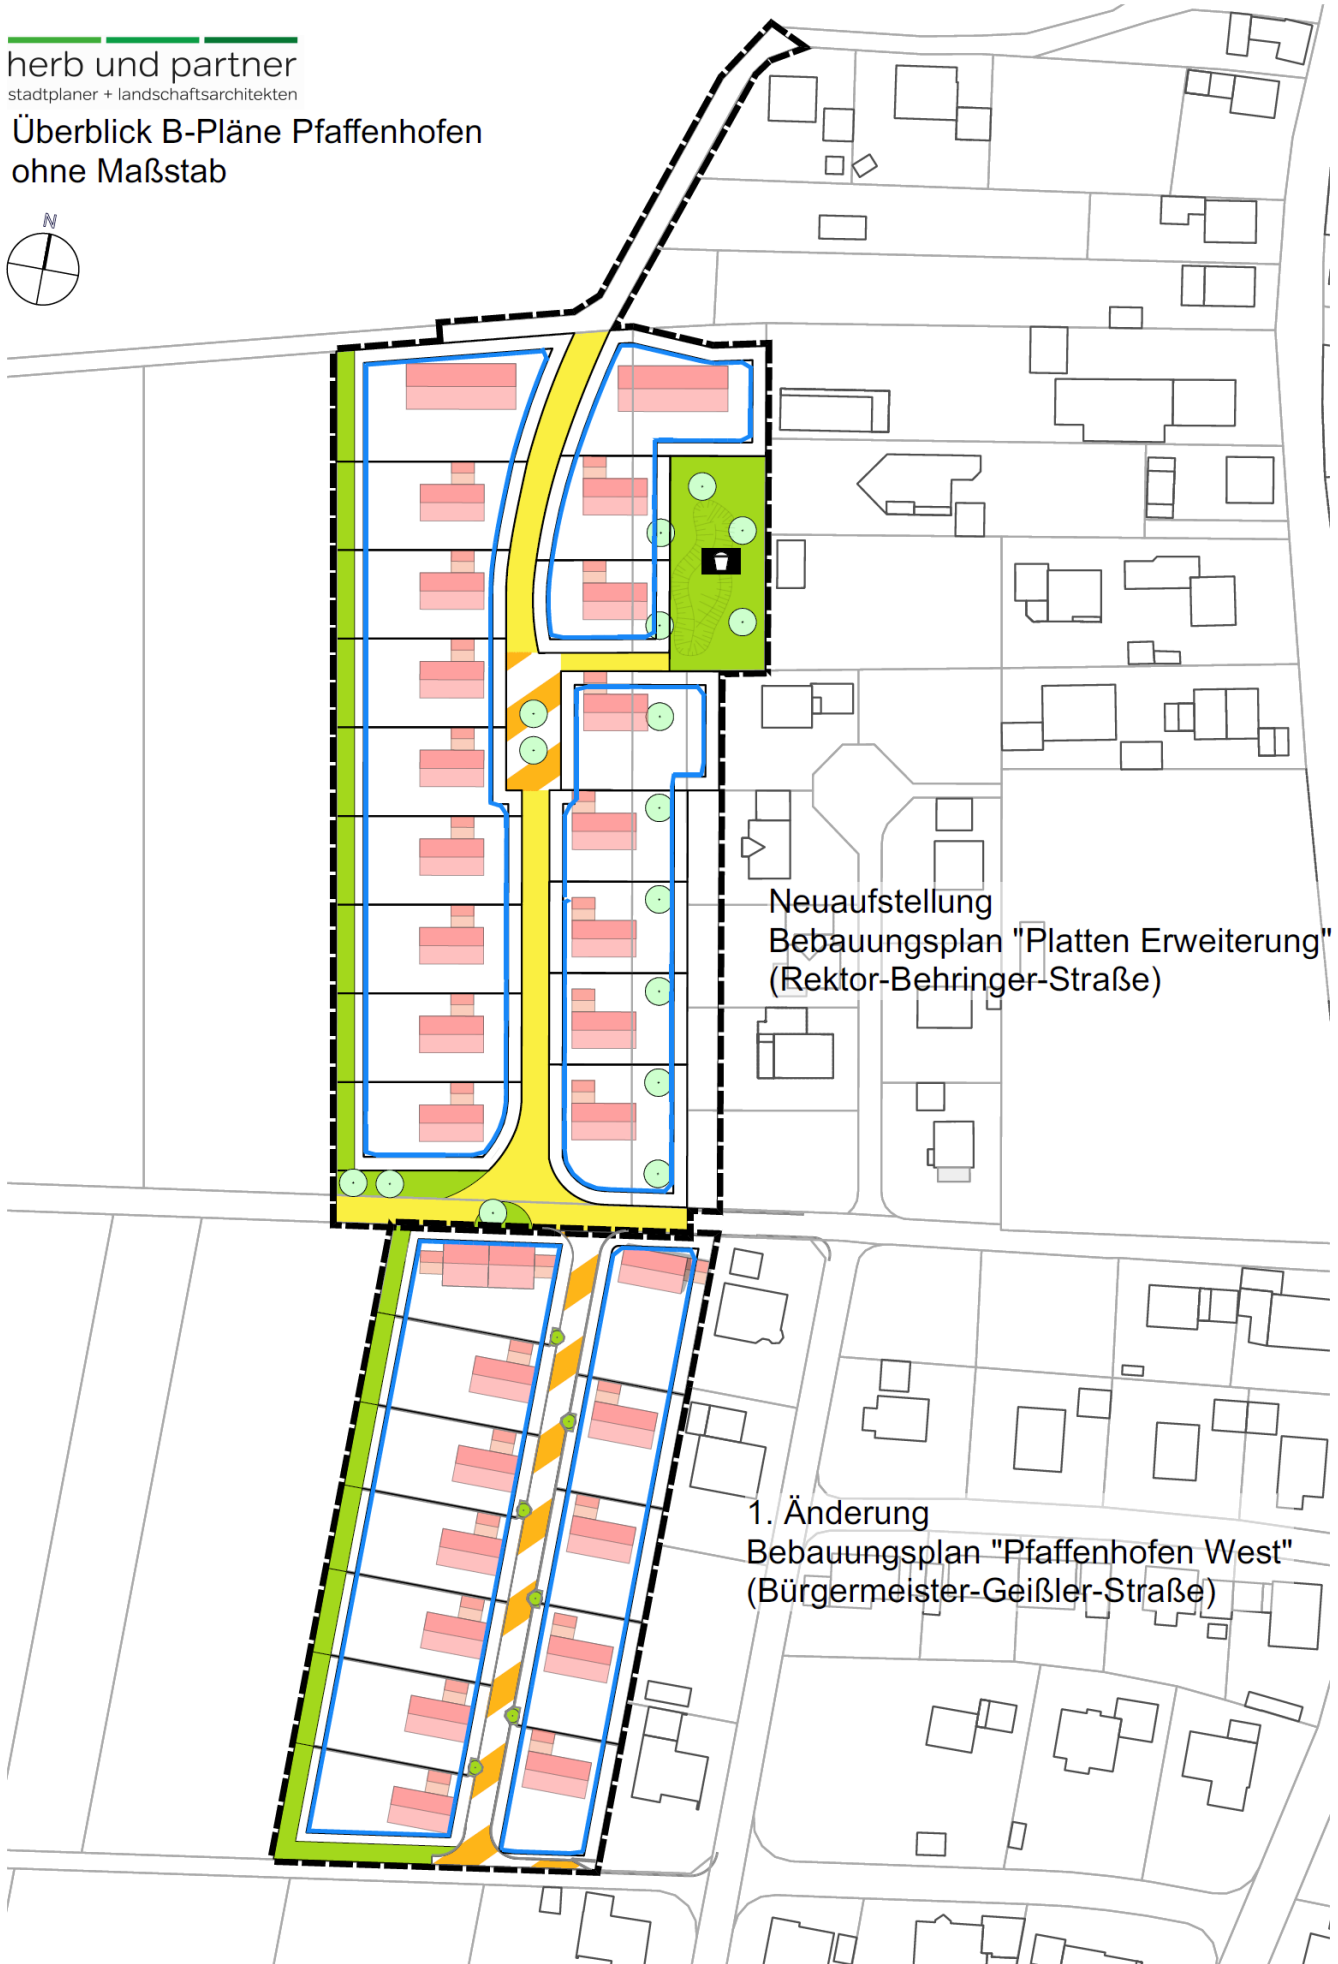 herb und partner
stadtplaner + landschaftsarchitekten
Überblick B-Pläne Pfaffenhofen
ohne Maßstab
N
Neuaufstellung
Bebauungsplan "Platten Erweiterung"
(Rektor-Behringer-Straße)
1. Änderung
Bebauungsplan "Pfaffenhofen West"
(Bürgermeister-Geißler-Straße)